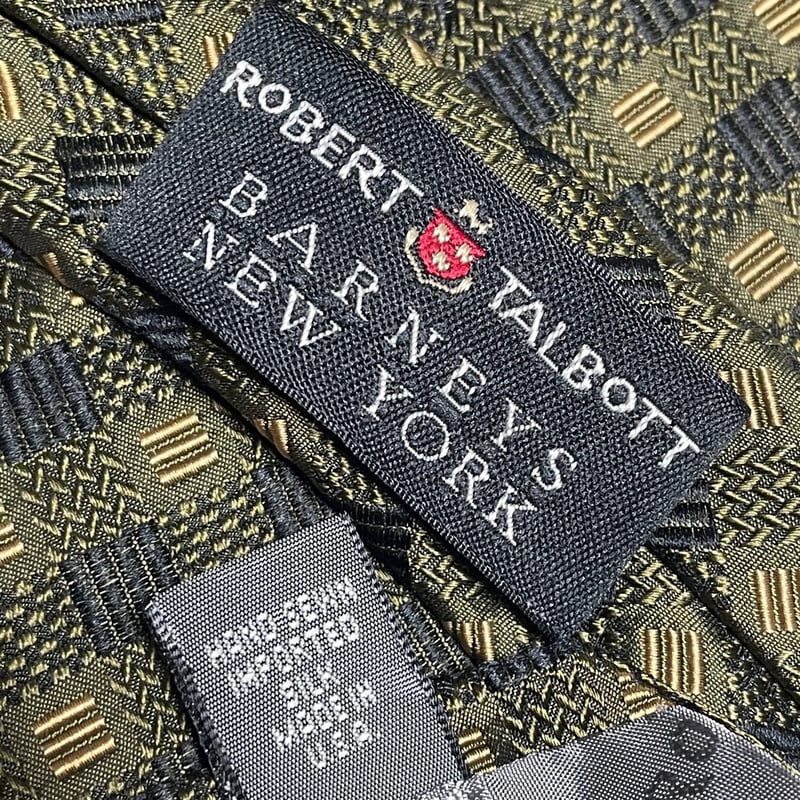 ROBERT TALBOTT
BARNEYS
NEW YORK
HAND SEWN
IMPORTED
SILK
MADE IN
USA